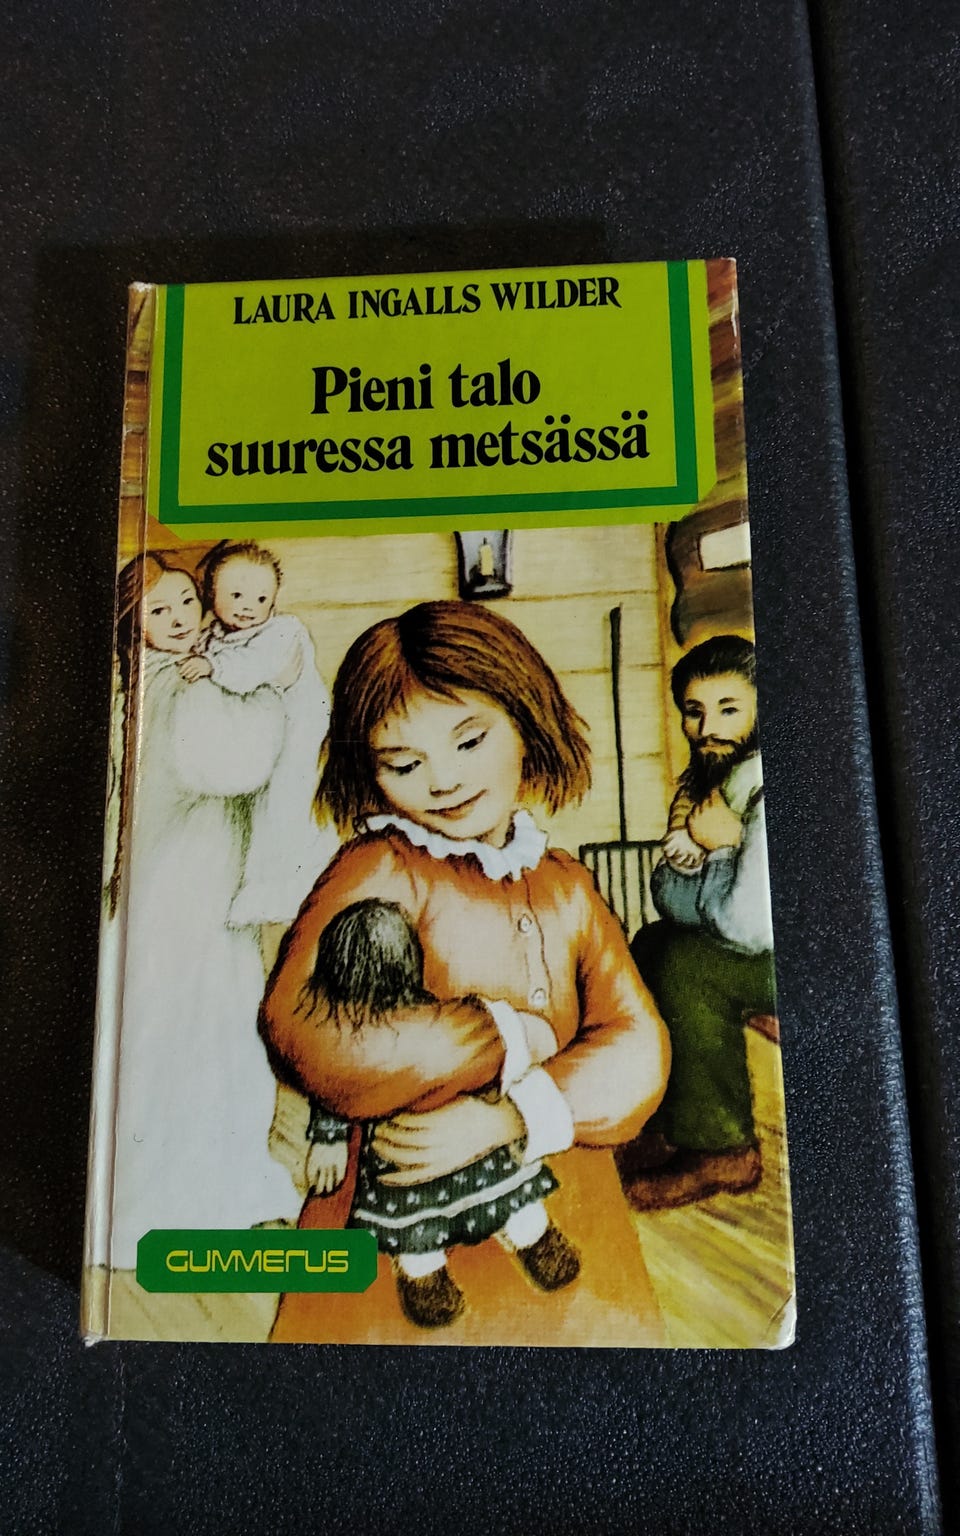 LAURA INGALLS WILDER
Pieni talo
suuressa metsässä
GUMMERUS